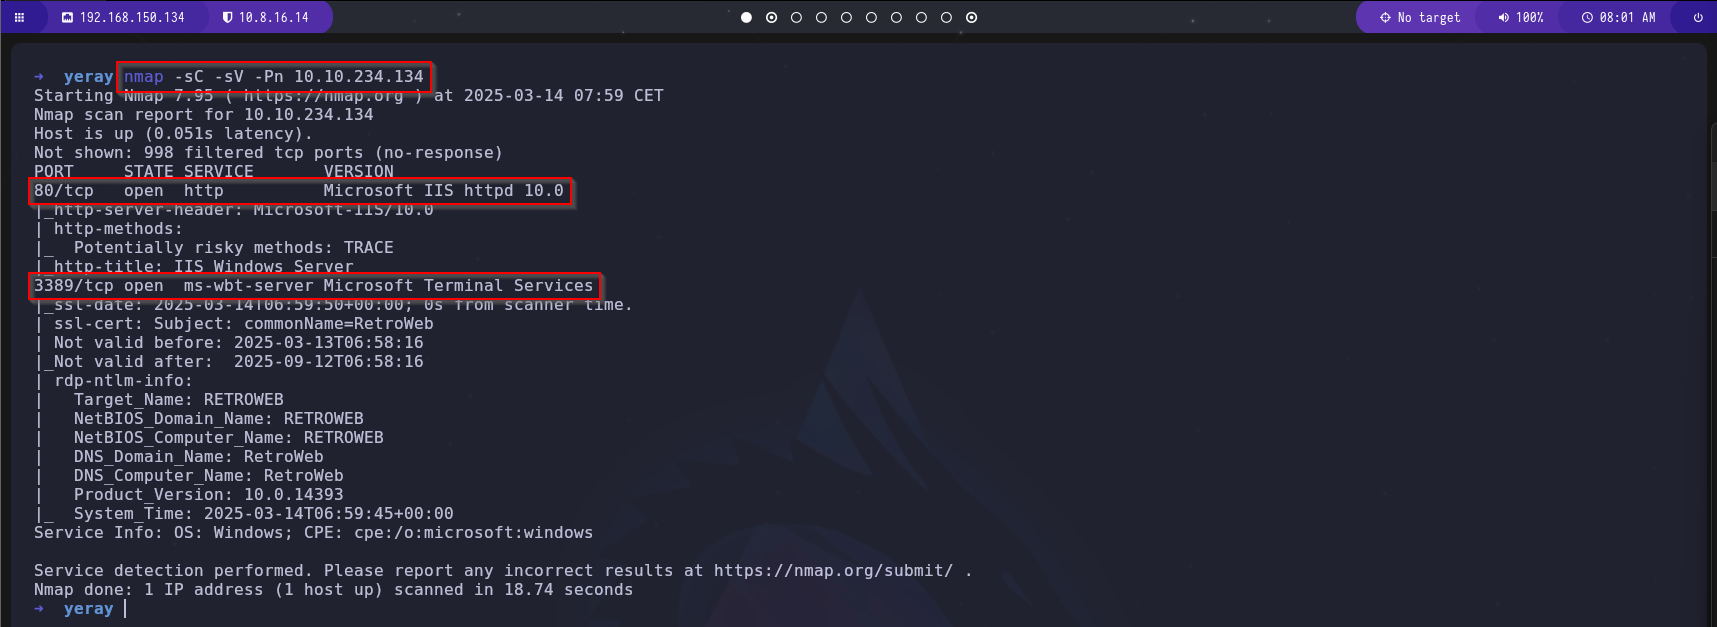 192.168.150.134 10.8.16.14 No target 100% 08:01 AM
→ yeray nmap -sC -sV -Pn 10.10.234.134
Starting Nmap 7.95 ( https://nmap.org ) at 2025-03-14 07:59 CET
Nmap scan report for 10.10.234.134
Host is up (0.051s latency).
Not shown: 998 filtered tcp ports (no-response)
PORT     STATE SERVICE       VERSION
80/tcp   open  http          Microsoft IIS httpd 10.0
|_http-server-header: Microsoft-IIS/10.0
| http-methods:
|_  Potentially risky methods: TRACE
|_http-title: IIS Windows Server
3389/tcp open  ms-wbt-server Microsoft Terminal Services
|_ssl-date: 2025-03-14T06:59:50+00:00; 0s from scanner time.
| ssl-cert: Subject: commonName=RetroWeb
| Not valid before: 2025-03-13T06:58:16
|_Not valid after:  2025-09-12T06:58:16
| rdp-ntlm-info:
|   Target_Name: RETROWEB
|   NetBIOS_Domain_Name: RETROWEB
|   NetBIOS_Computer_Name: RETROWEB
|   DNS_Domain_Name: RetroWeb
|   DNS_Computer_Name: RetroWeb
|   Product_Version: 10.0.14393
|_  System_Time: 2025-03-14T06:59:45+00:00
Service Info: OS: Windows; CPE: cpe:/o:microsoft:windows
Service detection performed. Please report any incorrect results at https://nmap.org/submit/ .
Nmap done: 1 IP address (1 host up) scanned in 18.74 seconds
→ yeray